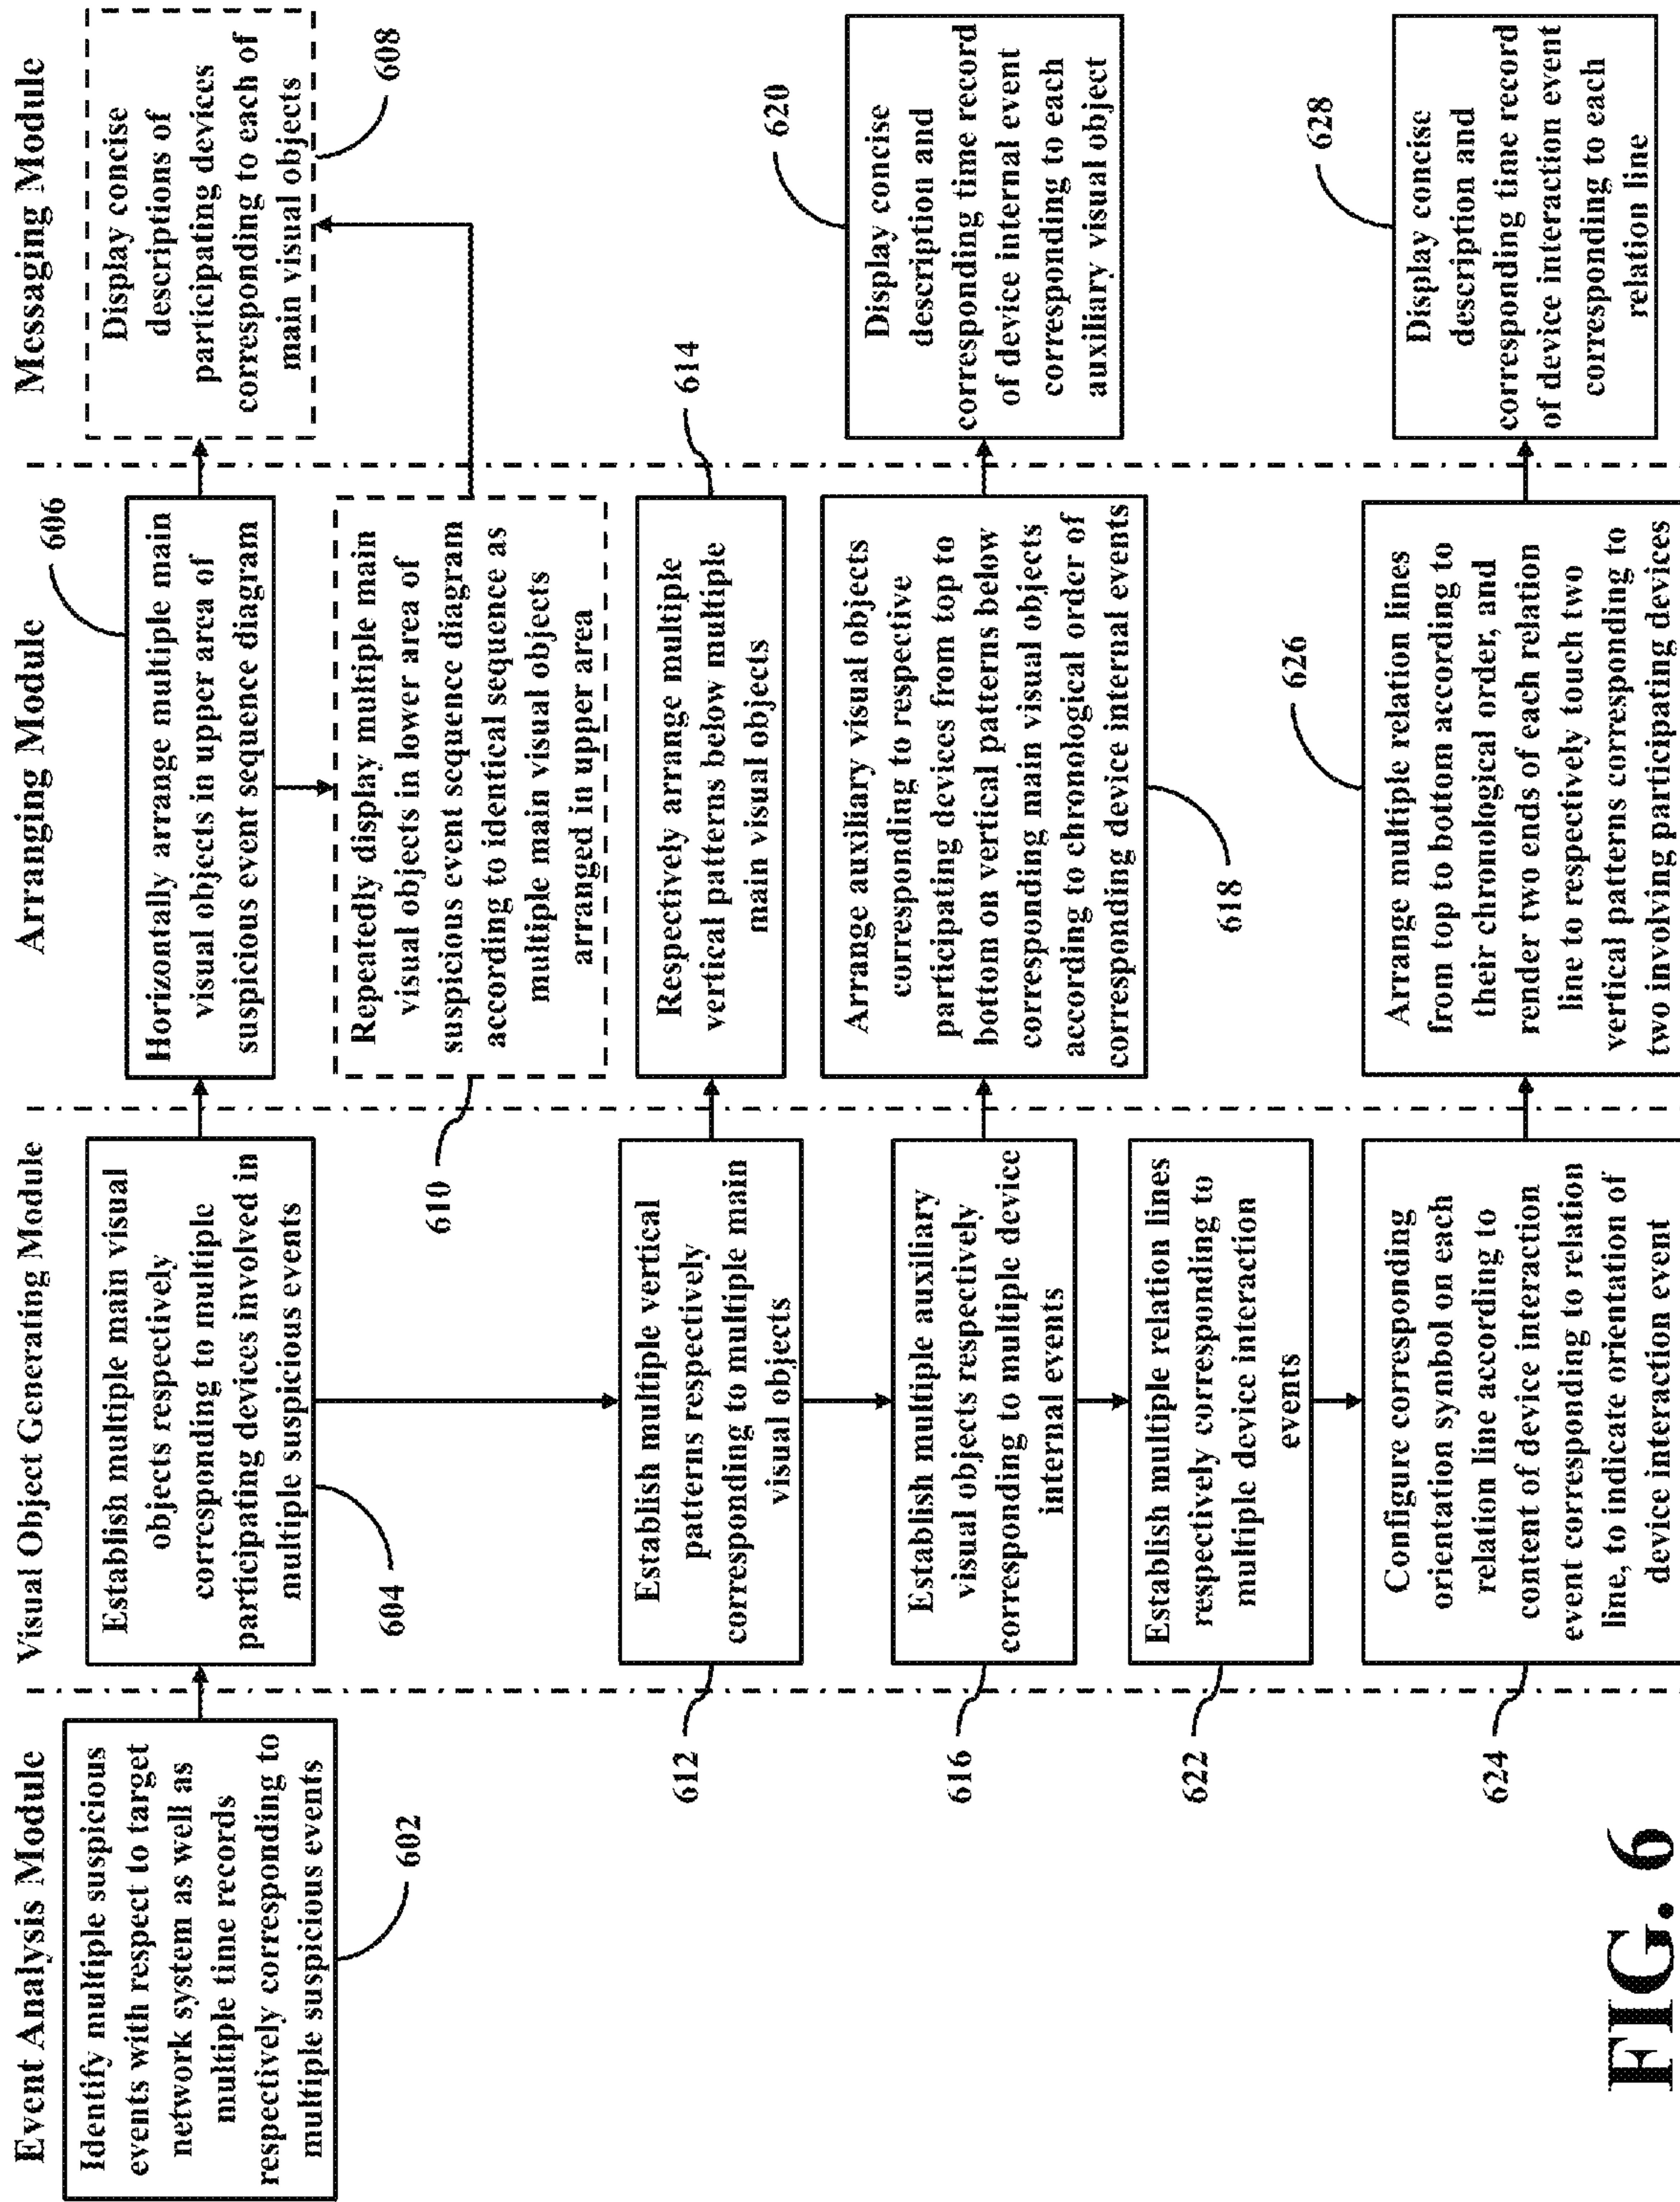 Event Analysis Module
Visual Object Generating Module
Arranging Module
Messaging Module
Identify multiple suspicious
events with respect to target
network system as well as
multiple time records
respectively corresponding to
multiple suspicious events
602
Establish multiple main visual
objects respectively
corresponding to multiple
participating devices involved in
multiple suspicious events
604
Horizontally arrange multiple main
visual objects in upper area of
suspicious event sequence diagram
606
Display concise
descriptions of
participating devices
corresponding to each of
main visual objects
608
Repeatedly display multiple main
visual objects in lower area of
suspicious event sequence diagram
according to identical sequence as
multiple main visual objects
arranged in upper area
610
Establish multiple vertical
patterns respectively
corresponding to multiple main
visual objects
612
Respectively arrange multiple
vertical patterns below multiple
main visual objects
614
Establish multiple auxiliary
visual objects respectively
corresponding to multiple device
internal events
616
Arrange auxiliary visual objects
corresponding to respective
participating devices from top to
bottom on vertical patterns below
corresponding main visual objects
according to chromological order of
corresponding device internal events
618
Display concise
description and
corresponding time record
of device internal event
corresponding to each
auxiliary visual object
620
Establish multiple relation lines
respectively corresponding to
multiple device interaction
events
622
Configure corresponding
orientation symbol on each
relation line according to
content of device interaction
event corresponding to relation
line, to indicate orientation of
device interaction event
624
Arrange multiple relation lines
from top to bottom according to
their chromological order, and
render two ends of each relation
line to respectively touch two
vertical patterns corresponding to
two involving participating devices
626
Display concise
description and
corresponding time record
of device interaction event
corresponding to each
relation line
628
FIG. 6